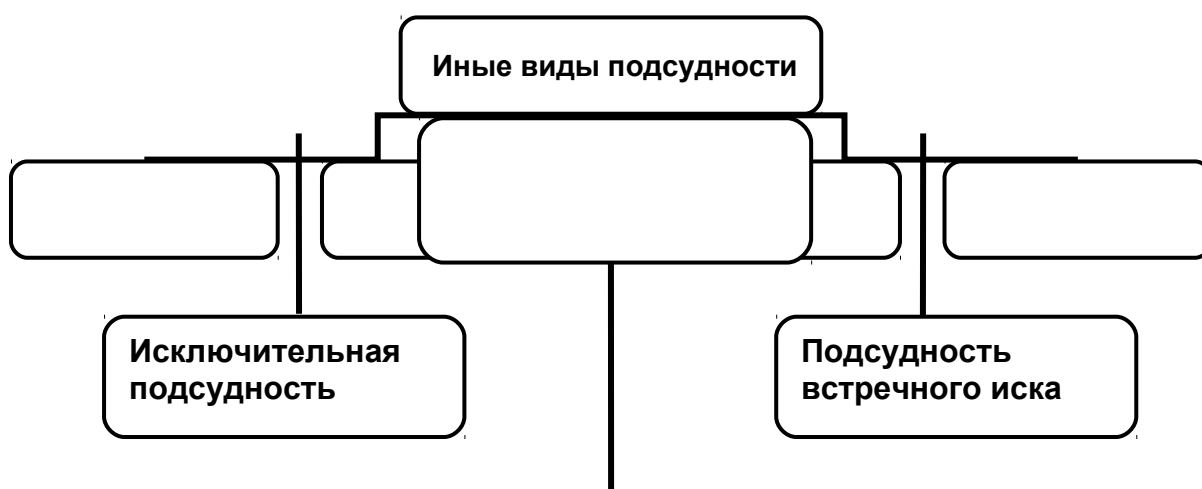 Иные виды подсудности
Исключительная
подсудность
Подсудность
встречного иска